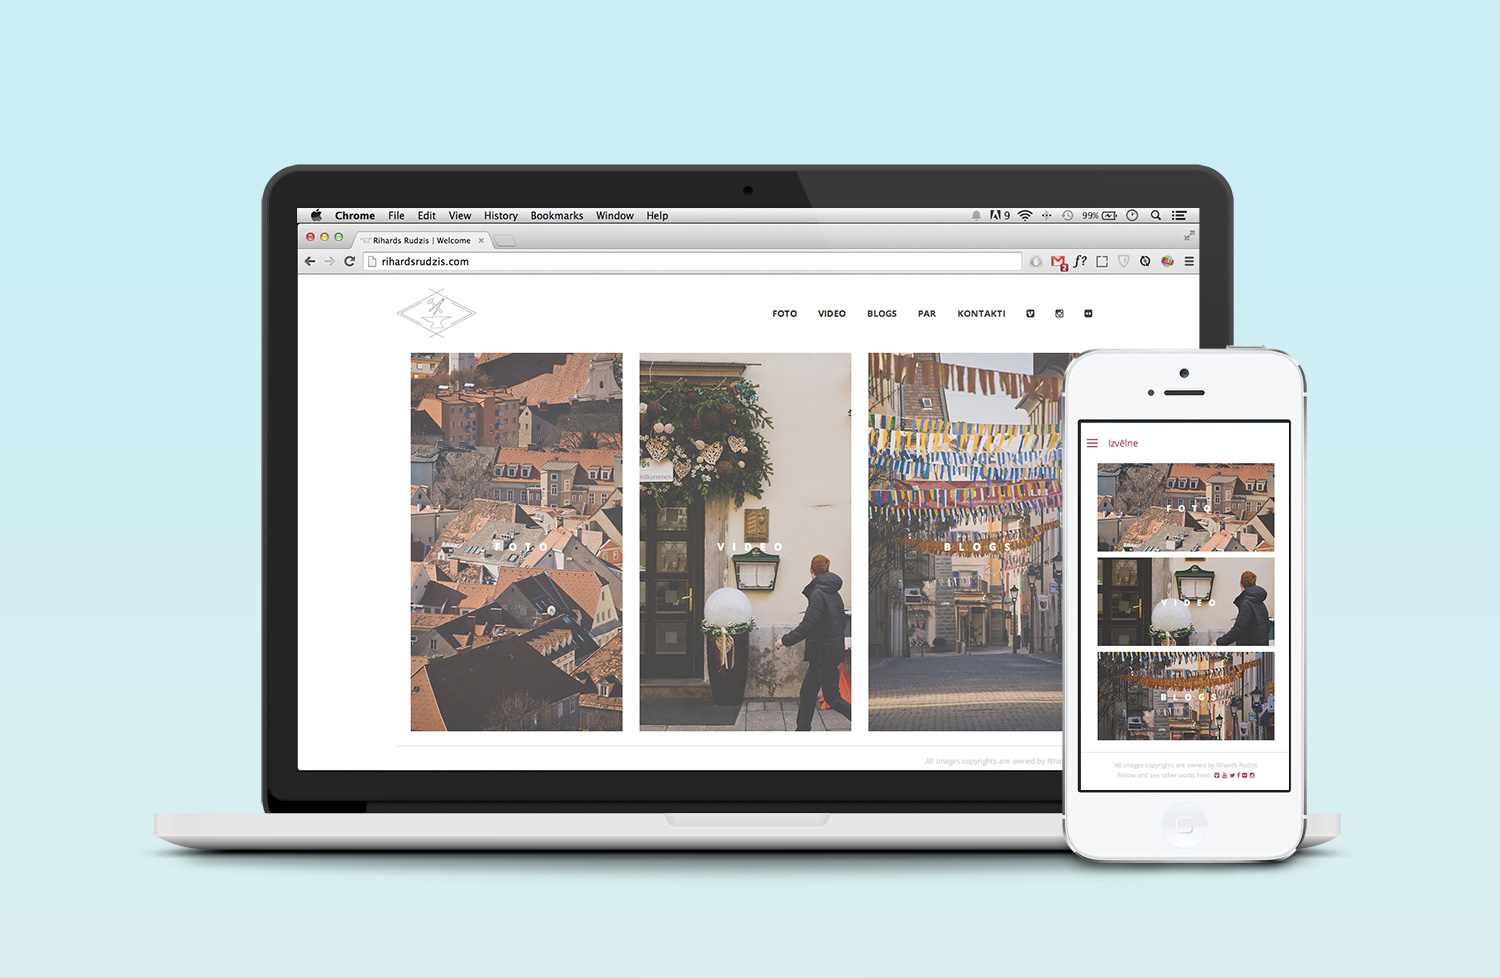 Chrome File Edit View History Bookmarks Window Help 9 99%
Rihards Rudzis | Welcome
rihardsrudzis.com
2 f?
FOTO VIDEO BLOGS PAR KONTAKTI
FOTO
VIDEO
BLOGS
All Images copyrights are owned by Riha
Izvēlne
FOTO
VIDEO
BLOGS
All Images copyrights are owned by Rihards Rudzis
Follow and see other works here: